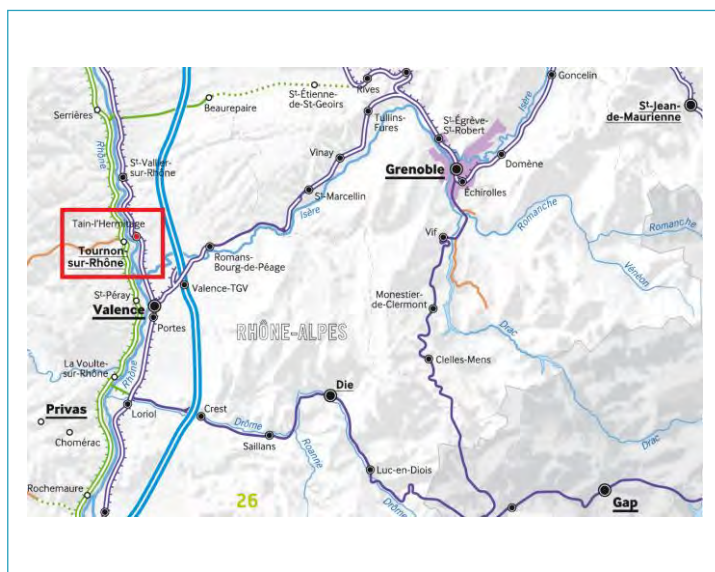 Goncelin
St-Étienne-
de-St-Geoirs
Rives
Beaurepaire
St-Jean-
de-Maurienne
Serrières
Tullins-
Fures
Isère
St-Égrève-
St-Robert
Rhône
Vinay
Grenoble
Domène
St-Vallier-
sur-Rhône
Échirolles
St-Marcellin
Isère
Romanche
Tain-l'Hermitage
Romanche
Vif
Tournon-
sur-Rhône
Romans-
Bourg-de-Péage
Vénéon
Valence-TGV
St-Péray
Monestier-
de-Clermont
Valence
Portes
RHÔNE-ALPES
Drac
Clelles-Mens
La Voulte-
sur-Rhône
Rhône
Die
Privas
Loriol
Crest
Drôme
Drac
Chomérac
Saillans
Roanne
Luc-en-Diois
Rochemaure
26
Drôme
Gap